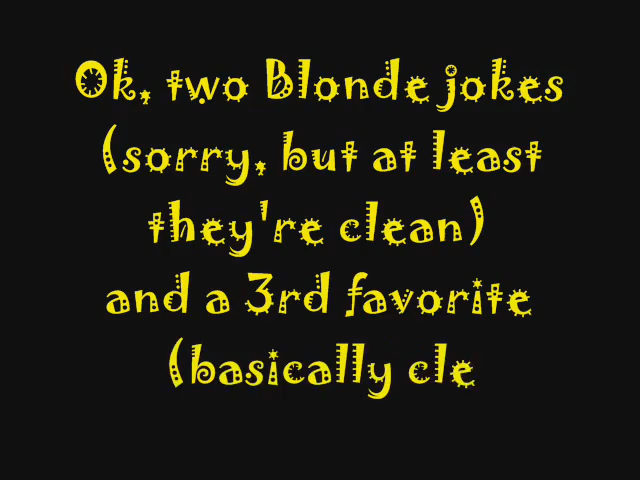 Ok, two Blonde jokes
(sorry, but at least
they're clean)
and a 3rd favorite
(basically cle